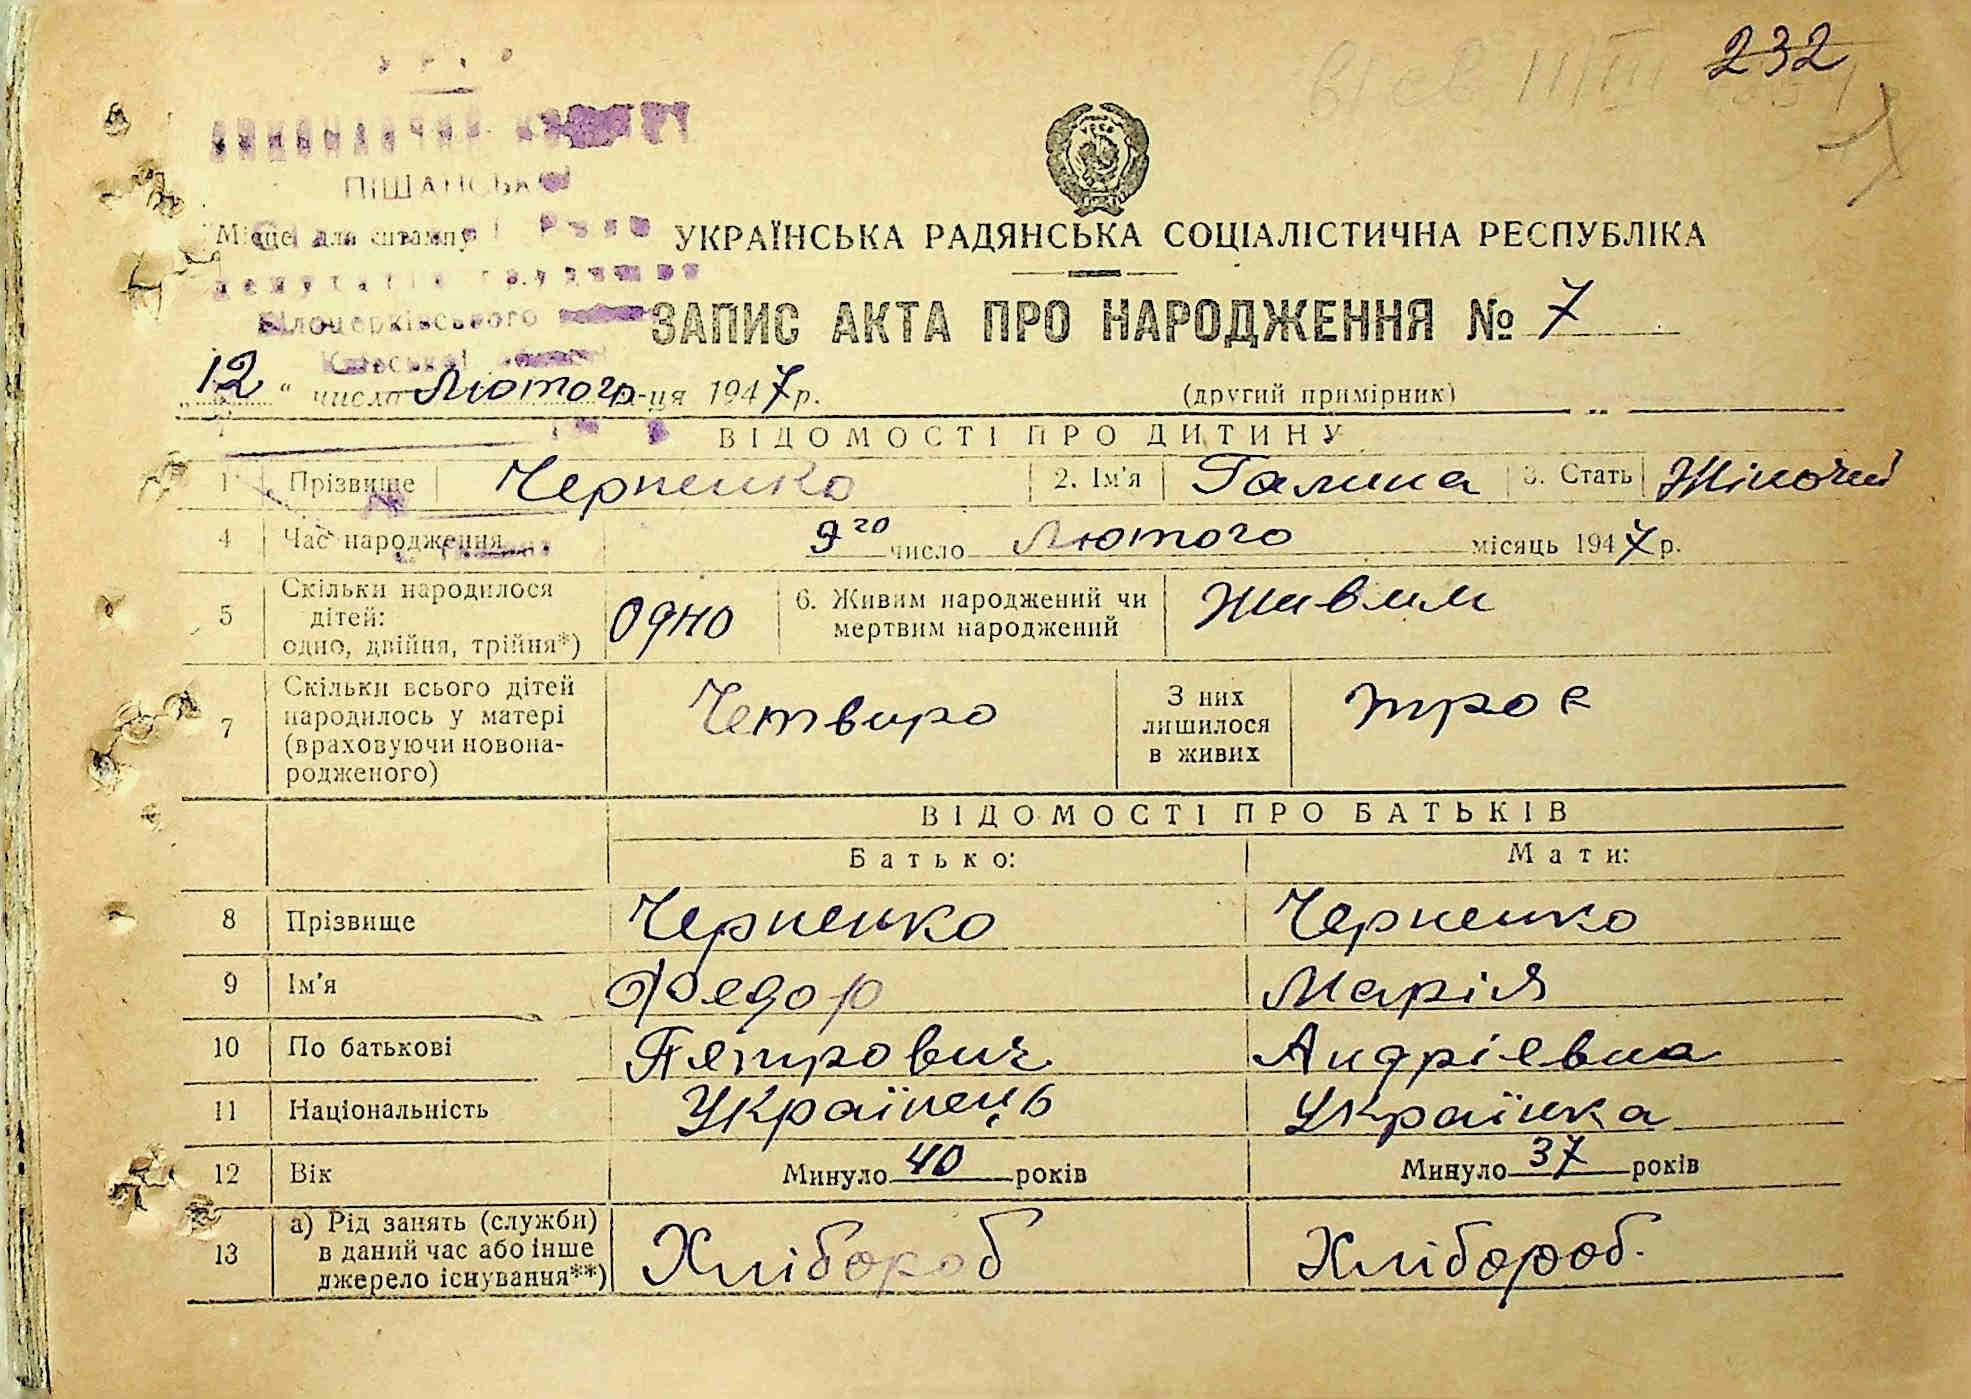 232
ПІЩАНСЬКОЇ
Місце для штампу
УКРАЇНСЬКА РАДЯНСЬКА СОЦІАЛІСТИЧНА РЕСПУБЛІКА
депутатів трудящих
Білоцерківського
ЗАПИС АКТА ПРО НАРОДЖЕННЯ № 7
Київської області
„12“ число Лютого м-ця 1947 р.
(другий примірник)
ВІДОМОСТІ ПРО ДИТИНУ
1 Прізвище Черненко 2. Ім'я Галина 3. Стать Жіночий
4 Час народження 9го число Лютого місяць 1947 р.
5 Скільки народилося дітей: одно, двійня, трійня*) Одно 6. Живим народжений чи мертвим народжений Живим
7 Скільки всього дітей народилось у матері (враховуючи новонародженого) Четвиро З них лишилося в живих троє
ВІДОМОСТІ ПРО БАТЬКІВ
Батько: Мати:
8 Прізвище Черненко Черненко
9 Ім'я Федор Марія
10 По батькові Петрович Андрієвна
11 Національність Українець Українка
12 Вік Минуло 40 років Минуло 37 років
13 а) Рід занять (служби) в даний час або інше джерело існування**) Хлібороб Хлібороб.